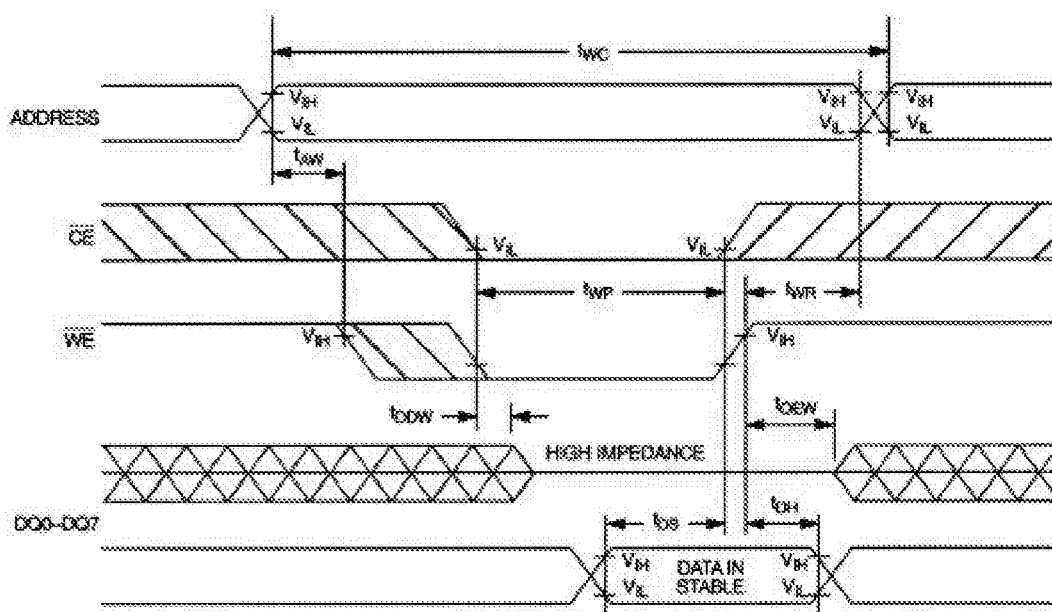 tWC
ADDRESS
VIH
VIL
VIH
VIL
VIH
VIL
tAW
CE
VIL
VIL
tWP
tWR
WE
VIH
VIH
tODW
tOEW
HIGH IMPEDANCE
DQ0–DQ7
tDS
tDH
VIH
VIL
DATA IN
STABLE
VIH
VIL